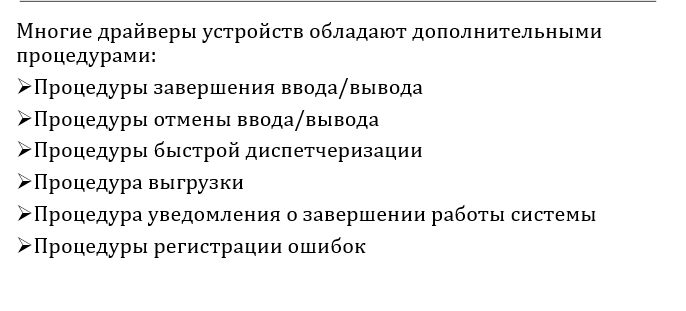 Многие драйверы устройств обладают дополнительными
процедурами:
➢Процедуры завершения ввода/вывода
➢Процедуры отмены ввода/вывода
➢Процедуры быстрой диспетчеризации
➢Процедура выгрузки
➢Процедура уведомления о завершении работы системы
➢Процедуры регистрации ошибок